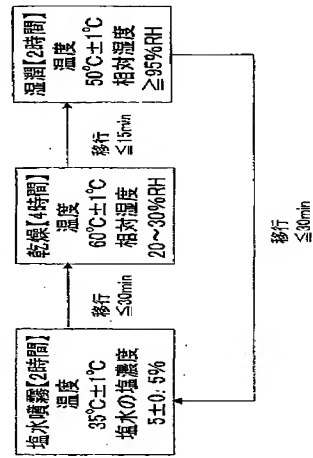 塩水噴霧【2時間】
温度
35℃±1℃
塩水の塩濃度
5±0.5%
移行
≦30min
乾燥【4時間】
温度
60℃±1℃
相対湿度
20～30%RH
移行
≦15min
湿潤【2時間】
温度
50℃±1℃
相対湿度
≧95%RH
移行
≦30min